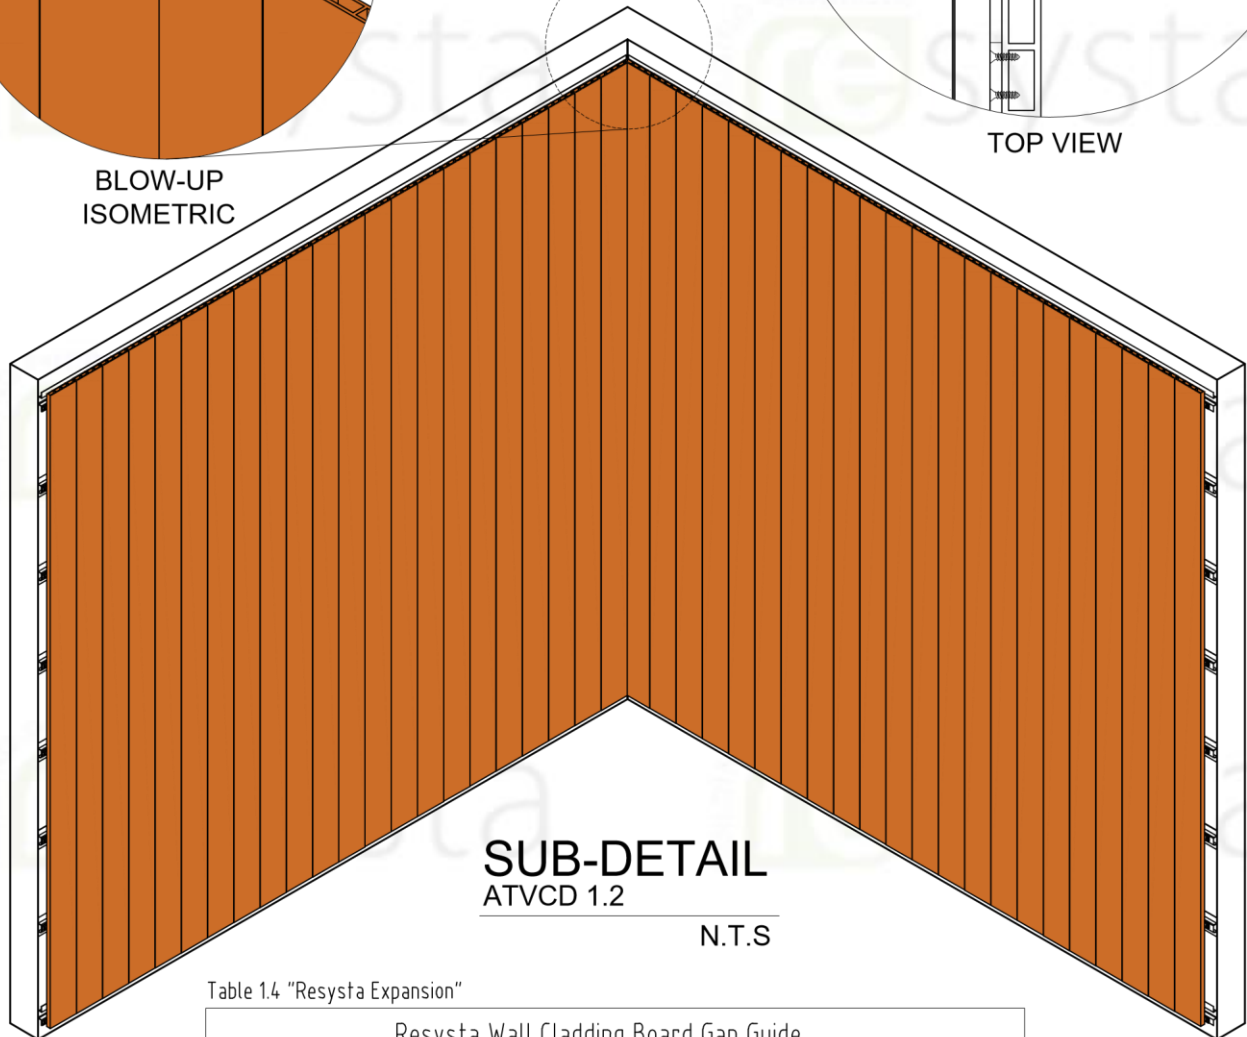 TOP VIEW
BLOW-UP
ISOMETRIC
SUB-DETAIL
ATVCD 1.2
N.T.S
Table 1.4 "Resysta Expansion"
Resysta Wall Cladding Board Gap Guide